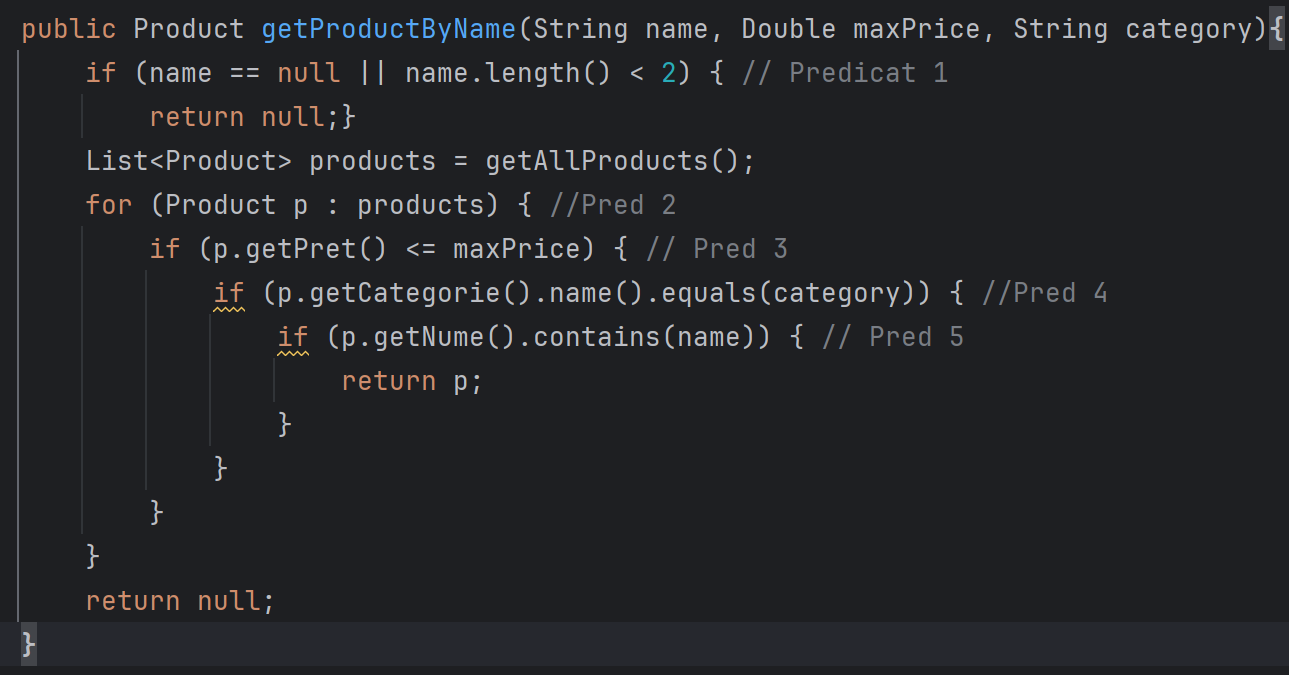 public Product getProductByName(String name, Double maxPrice, String category){
    if (name == null || name.length() < 2) { // Predicat 1
        return null;}
    List<Product> products = getAllProducts();
    for (Product p : products) { //Pred 2
        if (p.getPret() <= maxPrice) { // Pred 3
            if (p.getCategorie().name().equals(category)) { //Pred 4
                if (p.getNume().contains(name)) { // Pred 5
                    return p;
                }
            }
        }
    }
    return null;
}